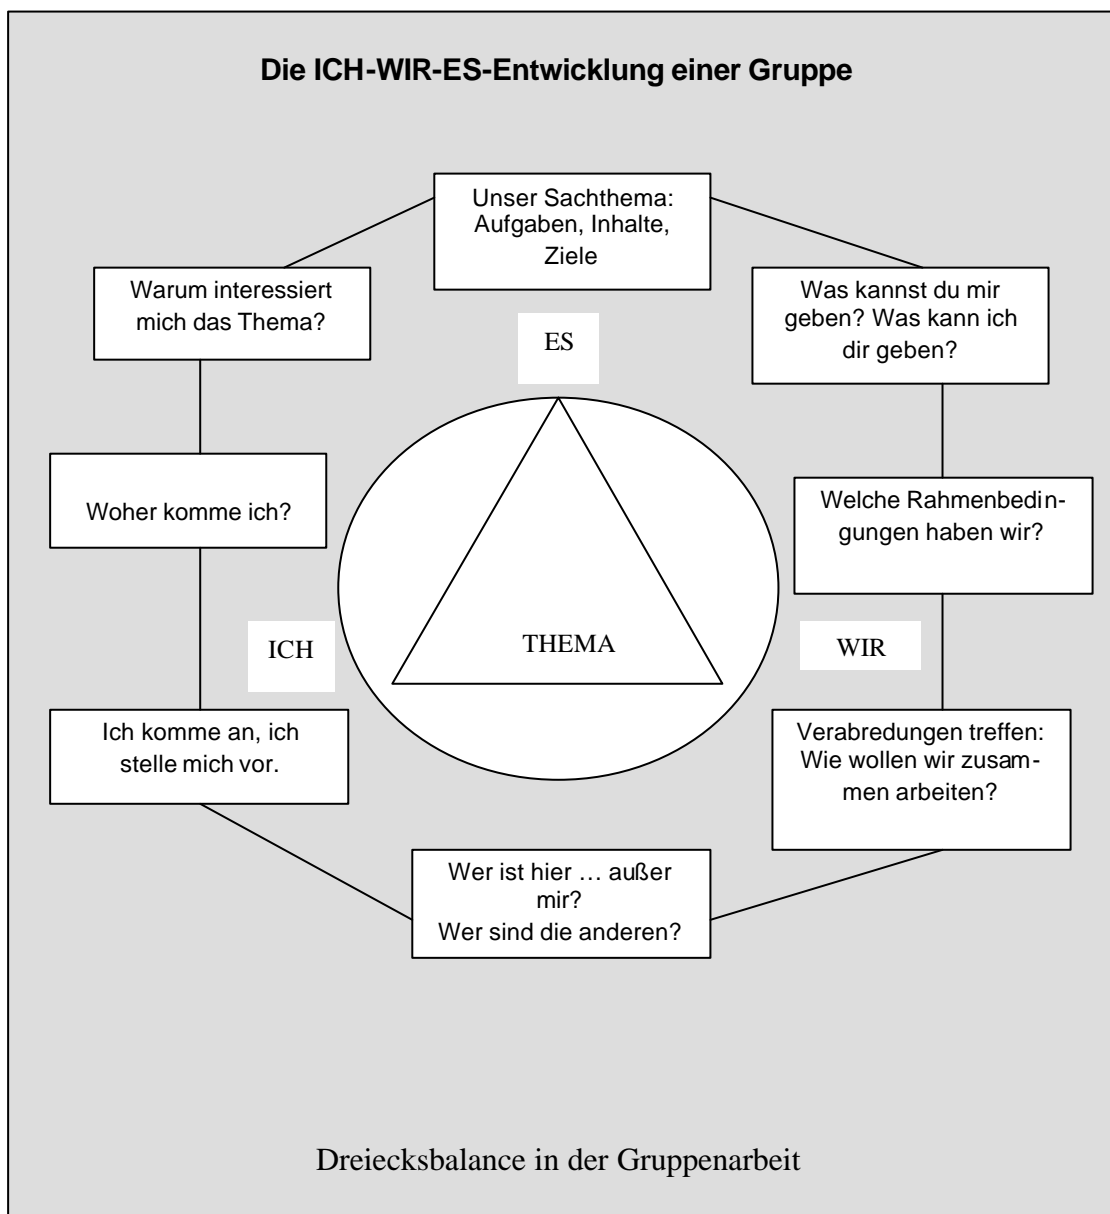 Die ICH-WIR-ES-Entwicklung einer Gruppe
Unser Sachthema:
Aufgaben, Inhalte,
Ziele
Warum interessiert
mich das Thema?
Was kannst du mir
geben? Was kann ich
dir geben?
ES
Woher komme ich?
Welche Rahmenbedin-
gungen haben wir?
ICH
THEMA
WIR
Ich komme an, ich
stelle mich vor.
Verabredungen treffen:
Wie wollen wir zusam-
men arbeiten?
Wer ist hier … außer
mir?
Wer sind die anderen?
Dreiecksbalance in der Gruppenarbeit